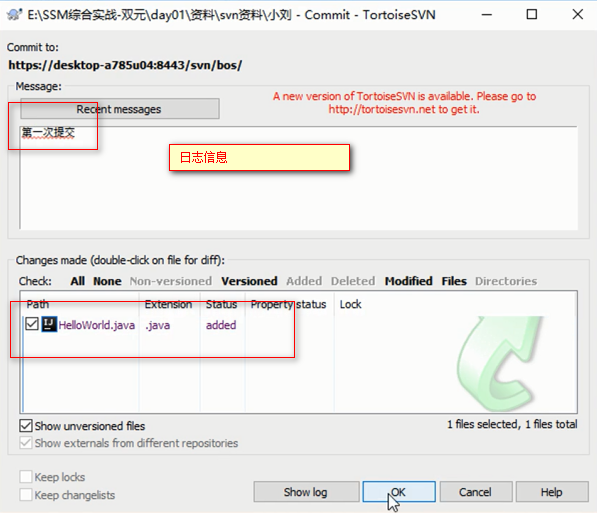 E:\SSM综合实战-双元\day01\资料\svn资料\小刘 - Commit - TortoiseSVN
Commit to:
https://desktop-a785u04:8443/svn/bos/
Message:
Recent messages
A new version of TortoiseSVN is available. Please go to
http://tortoisesvn.net to get it.
第一次提交
日志信息
Changes made (double-click on file for diff):
Check: All None Non-versioned Versioned Added Deleted Modified Files Directories
Path Extension Status Property status Lock
HelloWorld.java .java added
Show unversioned files
1 files selected, 1 files total
Show externals from different repositories
Keep locks
Keep changelists
Show log OK Cancel Help